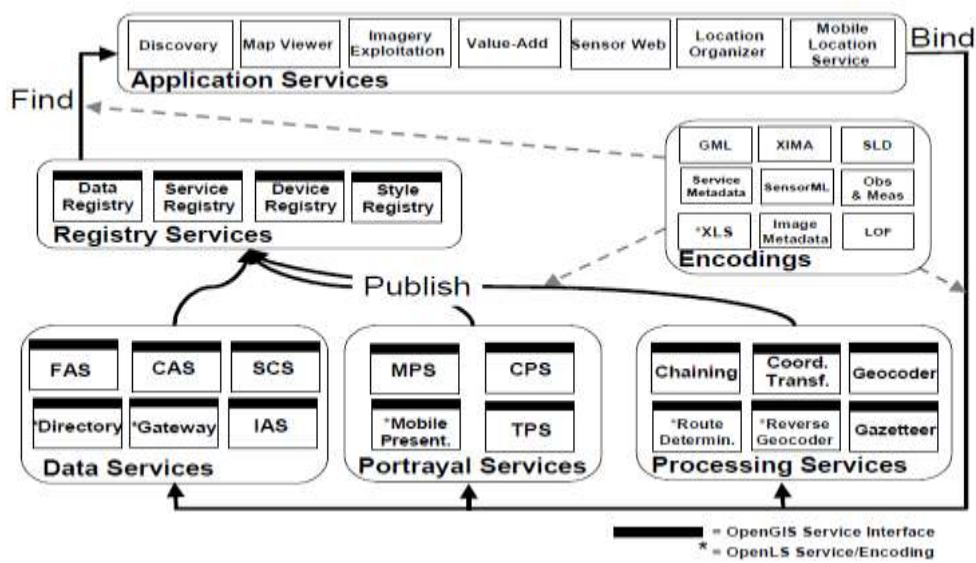 Discovery
Map Viewer
Imagery
Exploitation
Value-Add
Sensor Web
Location
Organizer
Mobile
Location
Service
Application Services
Bind
Find
GML
XIMA
SLD
Service
Metadata
SensorML
Obs
& Meas
*XLS
Image
Metadata
LOF
Encodings
Data
Registry
Service
Registry
Device
Registry
Style
Registry
Registry Services
Publish
FAS
CAS
SCS
*Directory
*Gateway
IAS
Data Services
MPS
CPS
*Mobile
Present.
TPS
Portrayal Services
Chaining
Coord.
Transf.
Geocoder
*Route
Determin.
*Reverse
Geocoder
Gazetteer
Processing Services
= OpenGIS Service Interface
* = OpenLS Service/Encoding